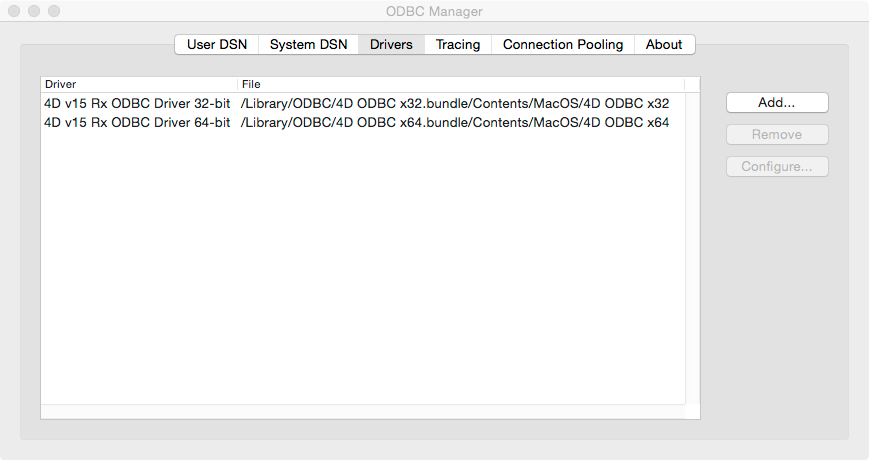 ODBC Manager
User DSN System DSN Drivers Tracing Connection Pooling About
Driver File
4D v15 Rx ODBC Driver 32-bit /Library/ODBC/4D ODBC x32.bundle/Contents/MacOS/4D ODBC x32
4D v15 Rx ODBC Driver 64-bit /Library/ODBC/4D ODBC x64.bundle/Contents/MacOS/4D ODBC x64
Add...
Remove
Configure...